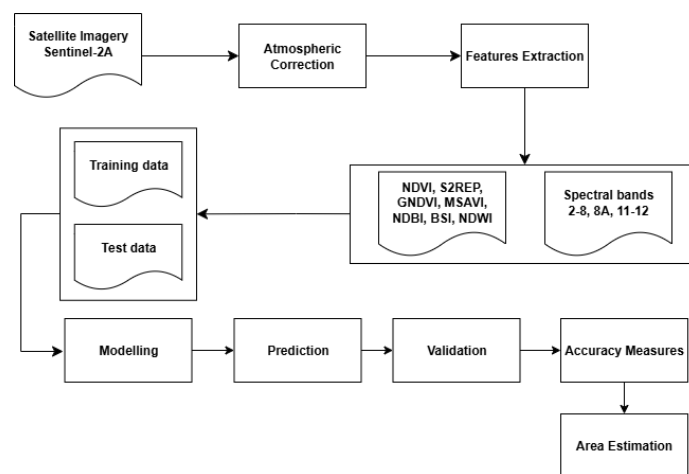 Satellite Imagery
Sentinel-2A
Atmospheric
Correction
Features Extraction
Training data
Test data
NDVI, S2REP,
GNDVI, MSAVI,
NDBI, BSI, NDWI
Spectral bands
2-8, 8A, 11-12
Modelling
Prediction
Validation
Accuracy Measures
Area Estimation